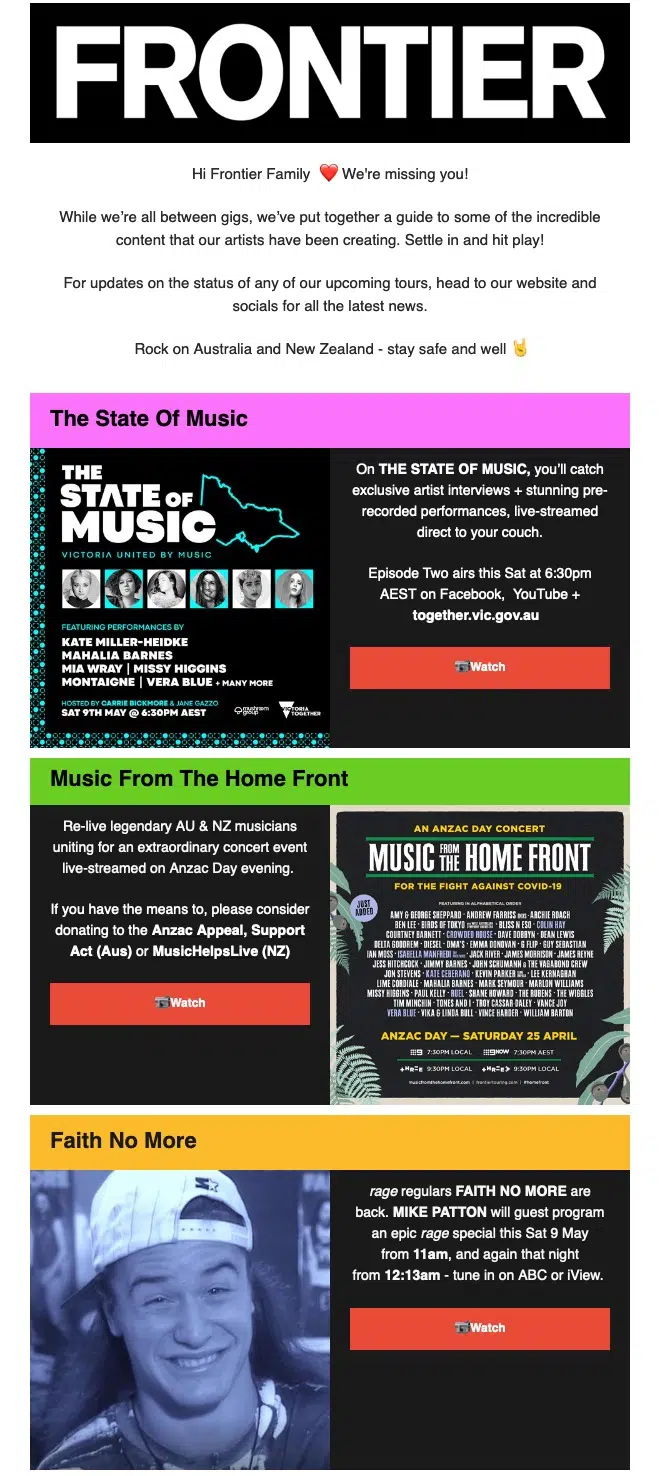 FRONTIER
Hi Frontier Family ❤️ We're missing you!
While we're all between gigs, we've put together a guide to some of the incredible
content that our artists have been creating. Settle in and hit play!
For updates on the status of any of our upcoming tours, head to our website and
socials for all the latest news.
Rock on Australia and New Zealand - stay safe and well 🤘
The State Of Music
THE
STATE OF
MUSIC
VICTORIA UNITED BY MUSIC
FEATURING PERFORMANCES BY
KATE MILLER-HEIDKE
MAHALIA BARNES
MIA WRAY | MISSY HIGGINS
MONTAIGNE | VERA BLUE + MANY MORE
HOSTED BY CARRIE BICKMORE & JANE GAZZO
SAT 9TH MAY @ 6:30PM AEST
mushroom
group
VICTORIA
TOGETHER
On THE STATE OF MUSIC, you'll catch
exclusive artist interviews + stunning pre-
recorded performances, live-streamed
direct to your couch.
Episode Two airs this Sat at 6:30pm
AEST on Facebook, YouTube +
together.vic.gov.au
Watch
Music From The Home Front
Re-live legendary AU & NZ musicians
uniting for an extraordinary concert event
live-streamed on Anzac Day evening.
If you have the means to, please consider
donating to the Anzac Appeal, Support
Act (Aus) or MusicHelpsLive (NZ)
Watch
AN ANZAC DAY CONCERT
MUSIC FROM THE HOME FRONT
FOR THE FIGHT AGAINST COVID-19
JUST
ADDED
FEATURING IN ALPHABETICAL ORDER
AMY & GEORGE SHEPPARD · ANDREW FARRISS (INXS) · ARCHIE ROACH
BEN LEE · BIRDS OF TOKYO · BLISS N ESO · COLIN HAY
COURTNEY BARNETT · CROWDED HOUSE · DAVE DOBBYN · DEAN LEWIS
DELTA GOODREM · DIESEL · DMA'S · EMMA DONOVAN · G FLIP · GUY SEBASTIAN
IAN MOSS · ISABELLA MANFREDI · JACK RIVER · JAMES MORRISON · JAMES REYNE
JESS HITCHCOCK · JIMMY BARNES · JOHN SCHUMANN & THE VAGABOND CREW
JON STEVENS · KATE CEBERANO · KEVIN PARKER · LEE KERNAGHAN
LIME CORDIALE · MAHALIA BARNES · MARK SEYMOUR · MARLON WILLIAMS
MISSY HIGGINS · PAUL KELLY · RUEL · SHANE HOWARD · THE RUBENS · THE WIGGLES
TIM MINCHIN · TONES AND I · TROY CASSAR-DALEY · VANCE JOY
VERA BLUE · VIKA & LINDA BULL · VINCE HARDER · WILLIAM BARTON
ANZAC DAY — SATURDAY 25 APRIL
9 7:30PM LOCAL 9NOW 7:30PM AEST
9:30PM LOCAL 9:30PM LOCAL
musicfromthehomefront.com | frontiertouring.com | #homefront
Faith No More
rage regulars FAITH NO MORE are
back. MIKE PATTON will guest program
an epic rage special this Sat 9 May
from 11am, and again that night
from 12:13am - tune in on ABC or iView.
Watch